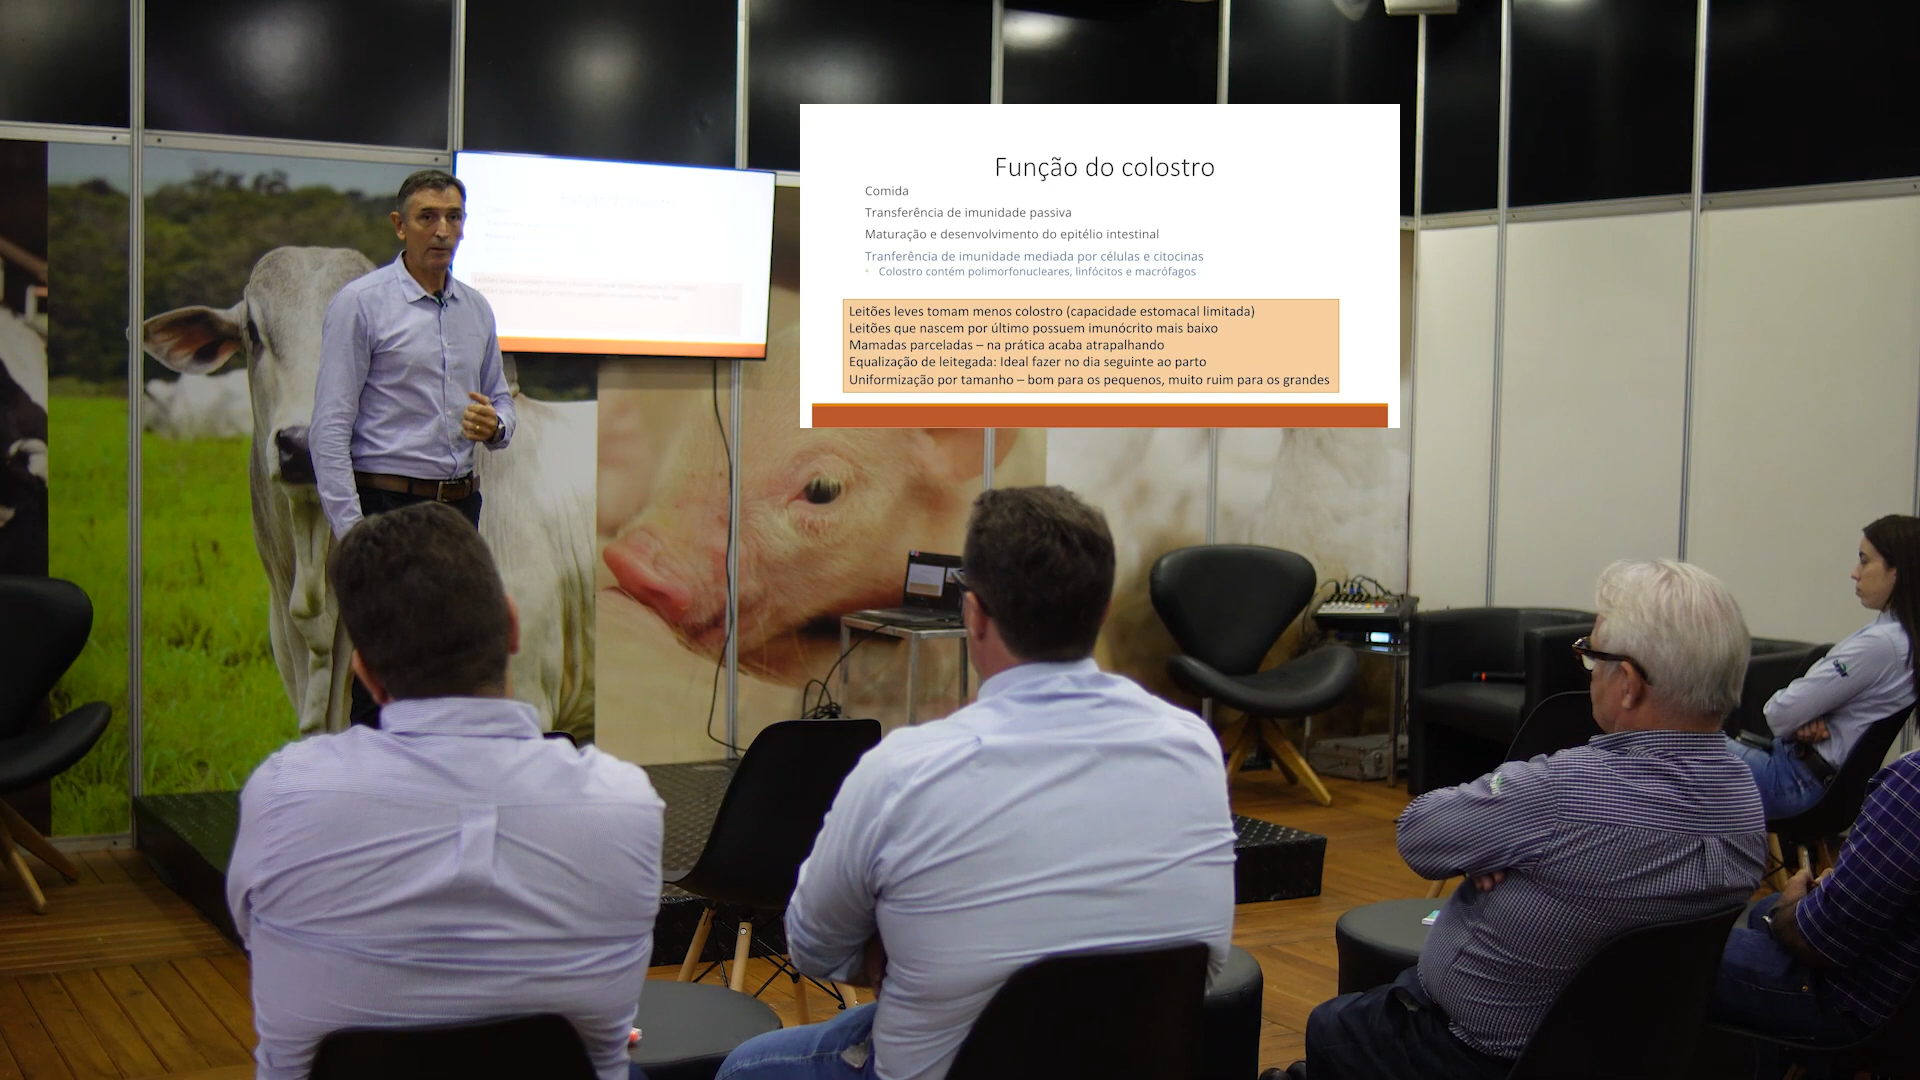 Função do colostro
Comida
Transferência de imunidade passiva
Maturação e desenvolvimento do epitélio intestinal
Tranferência de imunidade mediada por células e citocinas
Colostro contém polimorfonucleares, linfócitos e macrófagos
Leitões leves tomam menos colostro (capacidade estomacal limitada)
Leitões que nascem por último possuem imunócrito mais baixo
Mamadas parceladas – na prática acaba atrapalhando
Equalização de leitegada: Ideal fazer no dia seguinte ao parto
Uniformização por tamanho – bom para os pequenos, muito ruim para os grandes